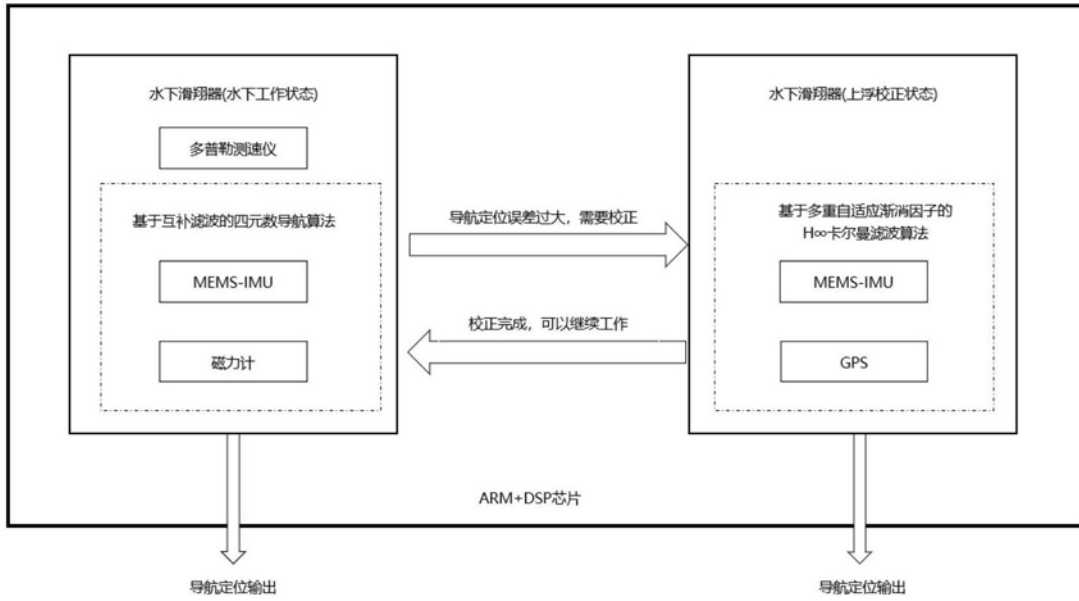 水下滑翔器(水下工作状态)
多普勒测速仪
基于互补滤波的四元数导航算法
MEMS-IMU
磁力计
导航定位误差过大，需要校正
校正完成，可以继续工作
水下滑翔器(上浮校正状态)
基于多重自适应渐消因子的
H∞卡尔曼滤波算法
MEMS-IMU
GPS
ARM+DSP芯片
导航定位输出
导航定位输出